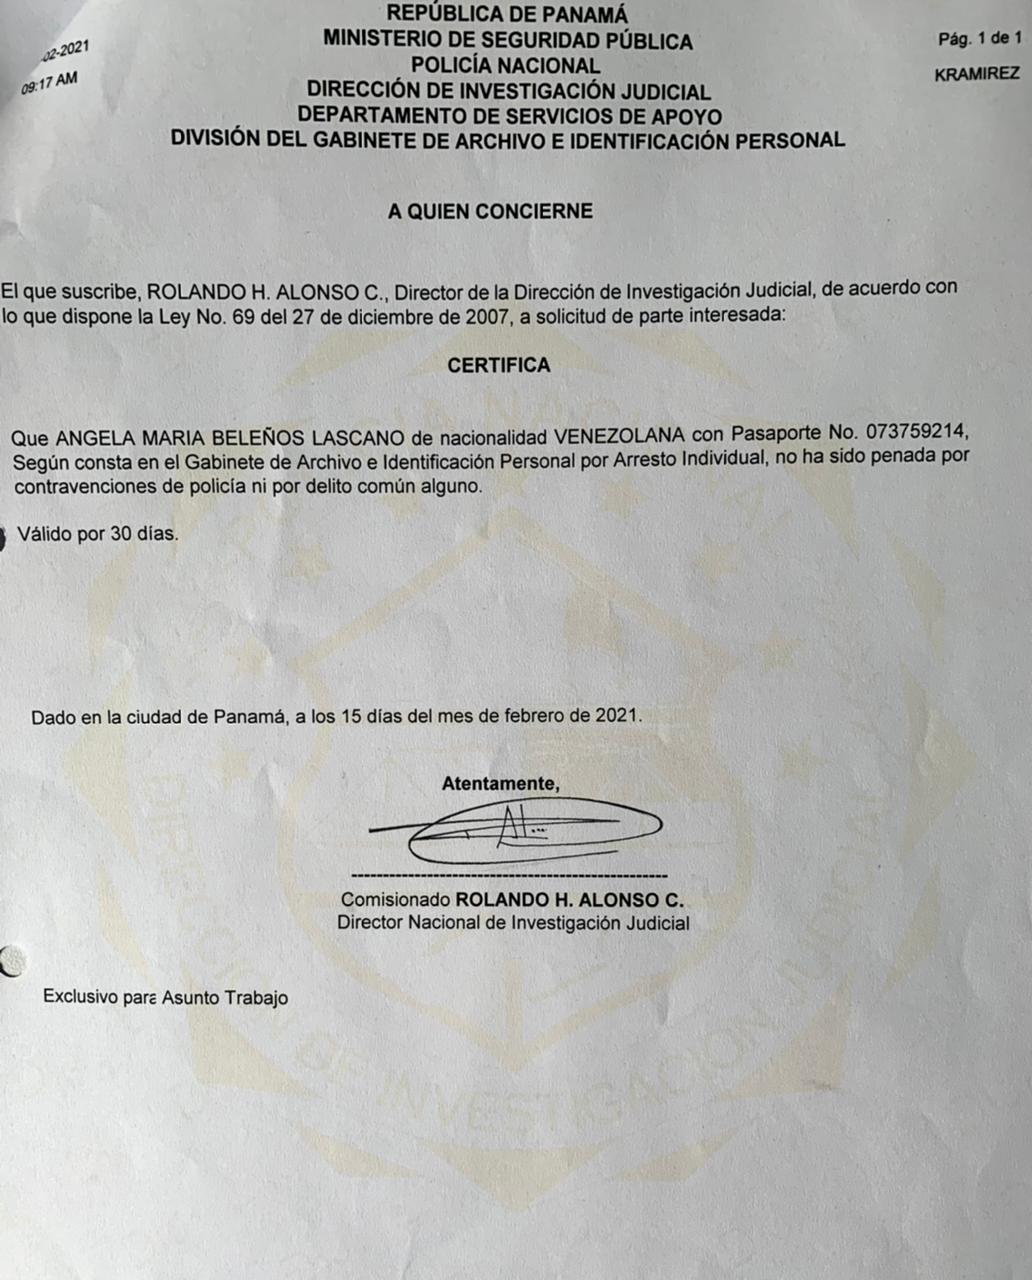 02-2021
09:17 AM
REPÚBLICA DE PANAMÁ
MINISTERIO DE SEGURIDAD PÚBLICA
POLICÍA NACIONAL
DIRECCIÓN DE INVESTIGACIÓN JUDICIAL
DEPARTAMENTO DE SERVICIOS DE APOYO
DIVISIÓN DEL GABINETE DE ARCHIVO E IDENTIFICACIÓN PERSONAL
Pág. 1 de 1
KRAMIREZ
A QUIEN CONCIERNE
El que suscribe, ROLANDO H. ALONSO C., Director de la Dirección de Investigación Judicial, de acuerdo con
lo que dispone la Ley No. 69 del 27 de diciembre de 2007, a solicitud de parte interesada:
CERTIFICA
Que ANGELA MARIA BELEÑOS LASCANO de nacionalidad VENEZOLANA con Pasaporte No. 073759214,
Según consta en el Gabinete de Archivo e Identificación Personal por Arresto Individual, no ha sido penada por
contravenciones de policía ni por delito común alguno.
Válido por 30 días.
Dado en la ciudad de Panamá, a los 15 días del mes de febrero de 2021.
Atentamente,
Comisionado ROLANDO H. ALONSO C.
Director Nacional de Investigación Judicial
Exclusivo para Asunto Trabajo
POLICIA NACIONAL
DIRECCIÓN DE INVESTIGACIÓN JUDICIAL